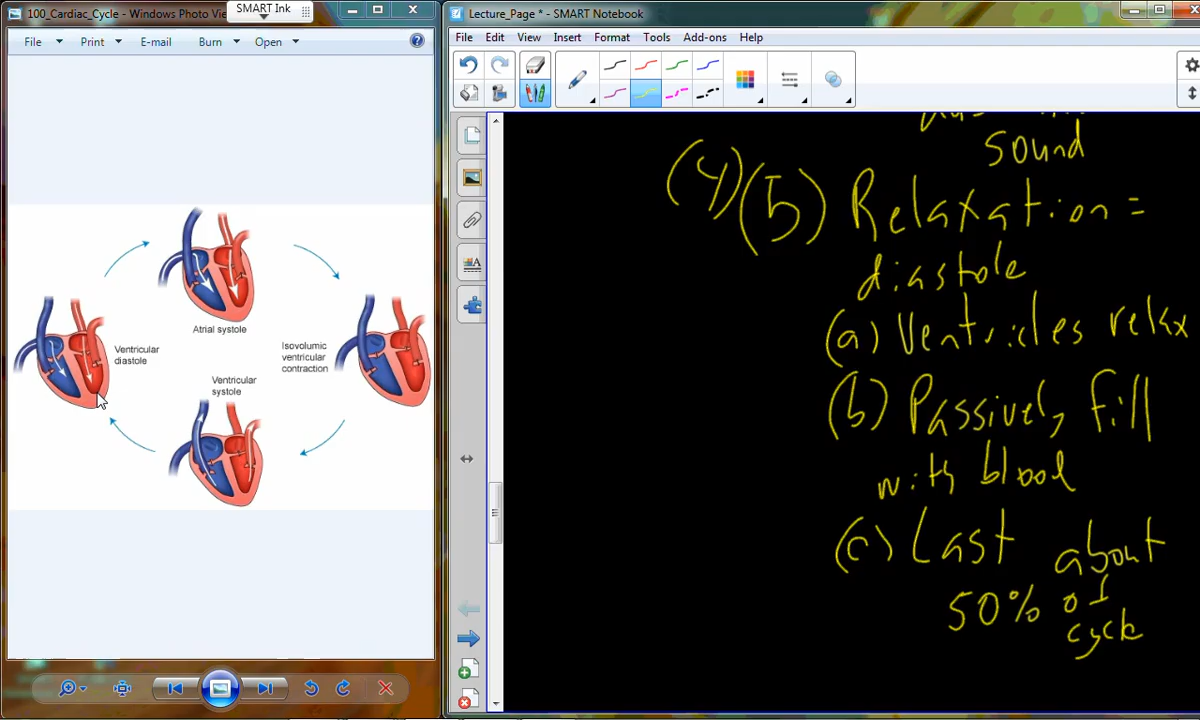 100_Cardiac_Cycle - Windows Photo Vie
SMART Ink
File Print E-mail Burn Open
Atrial systole
Ventricular
diastole
Isovolumic
ventricular
contraction
Ventricular
systole
Lecture_Page * - SMART Notebook
File Edit View Insert Format Tools Add-ons Help
sound
(4)(5) Relaxation =
diastole
(a) Ventricles relax
(b) Passively fill
with blood
(c) Last about
50% of
cycle